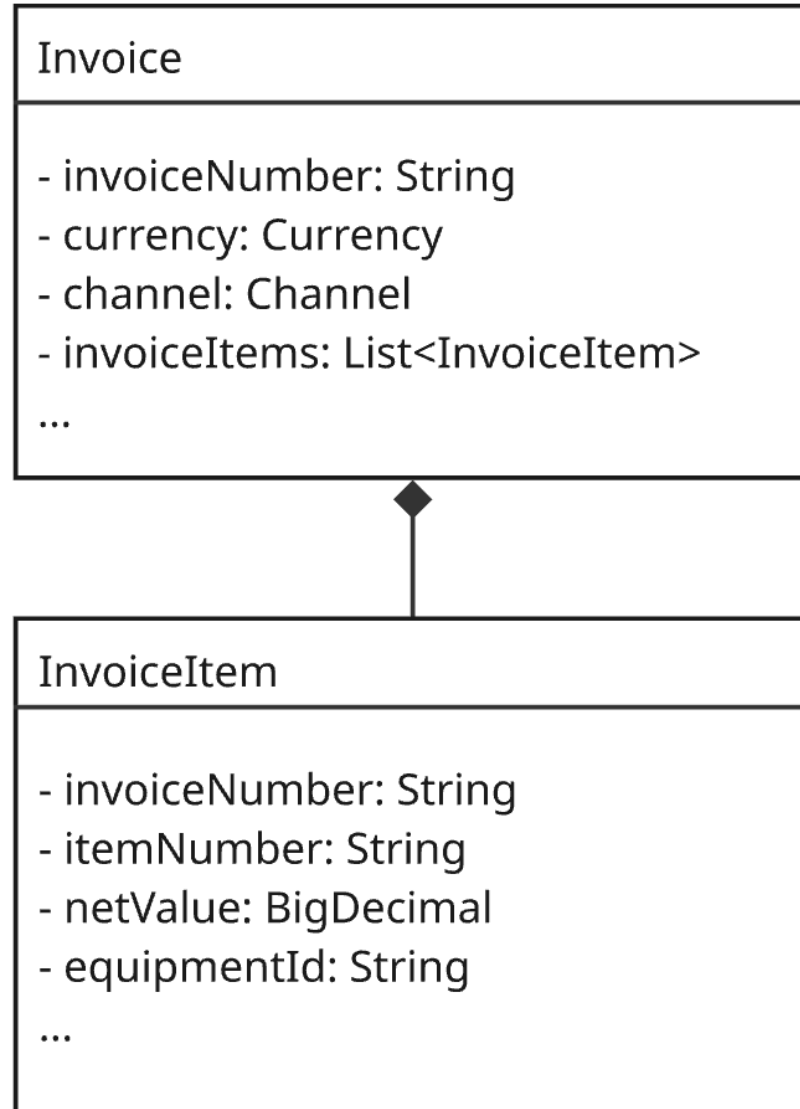 Invoice
- invoiceNumber: String
- currency: Currency
- channel: Channel
- invoiceItems: List<InvoiceItem>
...
InvoiceItem
- invoiceNumber: String
- itemNumber: String
- netValue: BigDecimal
- equipmentId: String
...